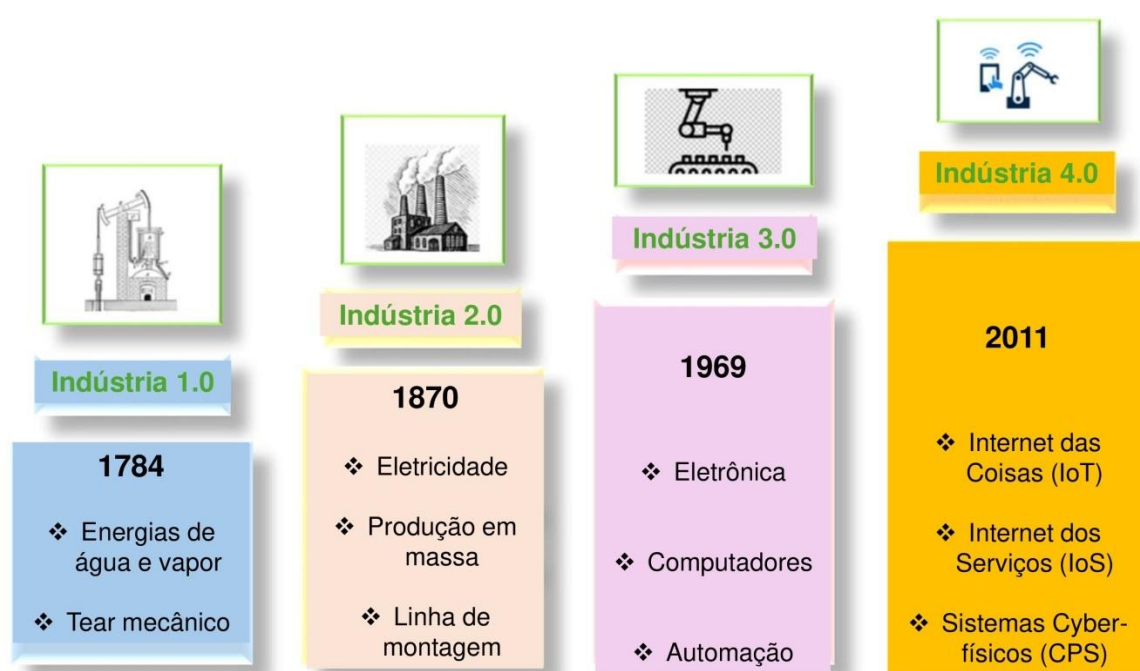 Indústria 1.0
1784
❖ Energias de
água e vapor
❖ Tear mecânico
Indústria 2.0
1870
❖ Eletricidade
❖ Produção em
massa
❖ Linha de
montagem
Indústria 3.0
1969
❖ Eletrônica
❖ Computadores
❖ Automação
Indústria 4.0
2011
❖ Internet das
Coisas (IoT)
❖ Internet dos
Serviços (IoS)
❖ Sistemas Cyber-
físicos (CPS)